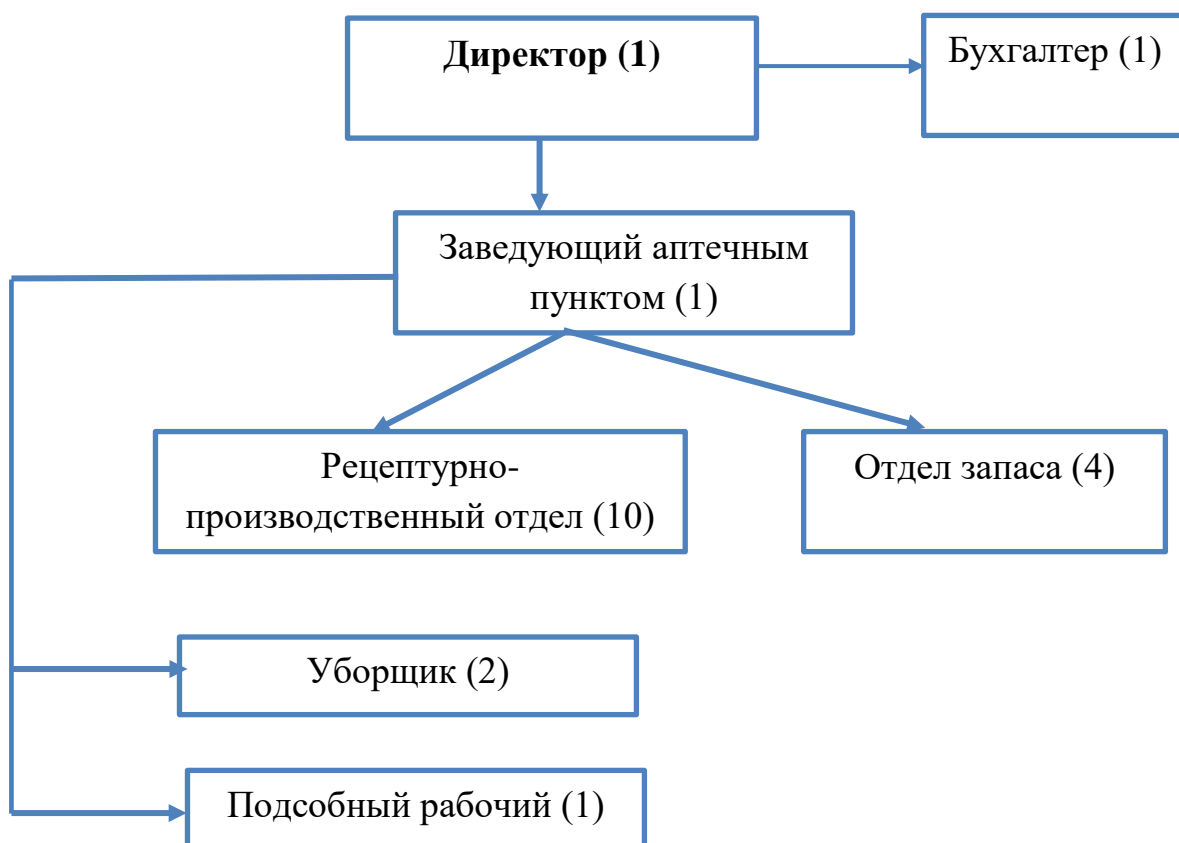 Директор (1)
Бухгалтер (1)
Заведующий аптечным
пунктом (1)
Рецептурно-
производственный отдел (10)
Отдел запаса (4)
Уборщик (2)
Подсобный рабочий (1)